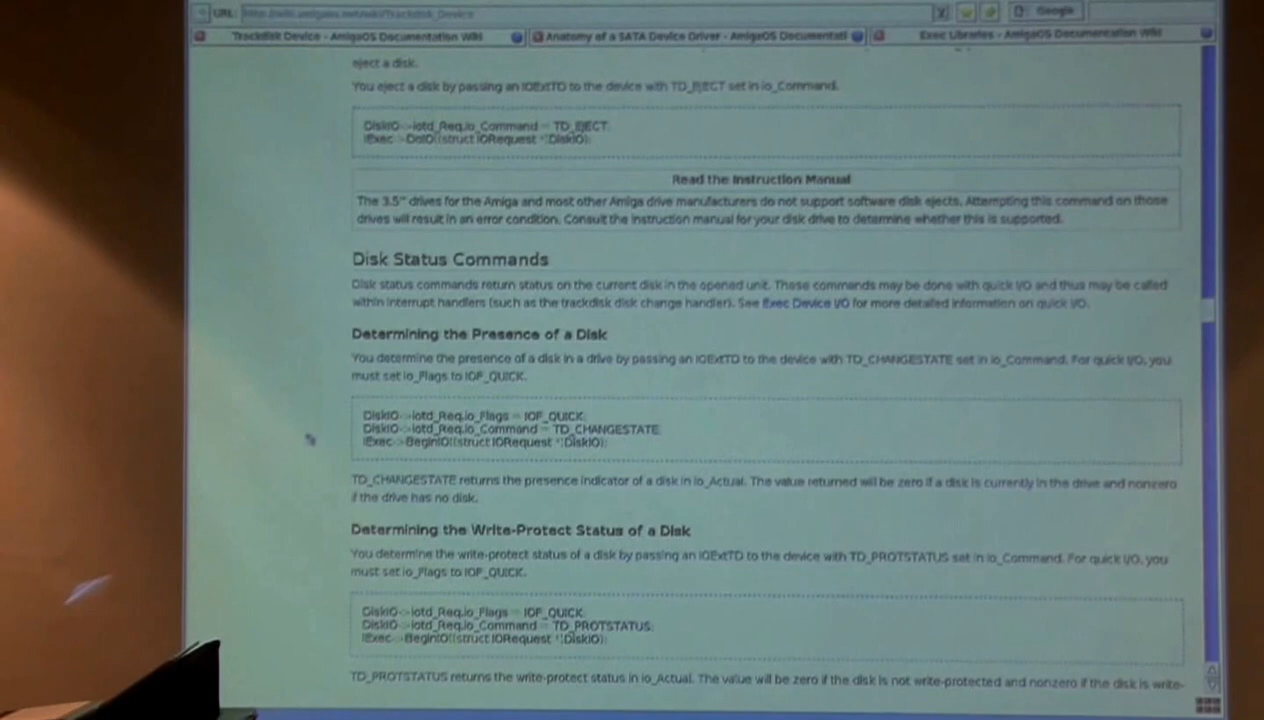 URL: http://wiki.amigaos.net/wiki/Trackdisk_Device
Google
Trackdisk Device - AmigaOS Documentation Wiki
Anatomy of a SATA Device Driver - AmigaOS Documentati
Exec Libraries - AmigaOS Documentation Wiki
eject a disk.
You eject a disk by passing an IOExtTD to the device with TD_EJECT set in io_Command.
DiskIO->iotd_Req.io_Command = TD_EJECT;
IExec->DoIO((struct IORequest *)DiskIO);
Read the Instruction Manual
The 3.5" drives for the Amiga and most other Amiga drive manufacturers do not support software disk ejects. Attempting this command on those
drives will result in an error condition. Consult the instruction manual for your disk drive to determine whether this is supported.
Disk Status Commands
Disk status commands return status on the current disk in the opened unit. These commands may be done with quick I/O and thus may be called
within interrupt handlers (such as the trackdisk disk change handler). See Exec Device I/O for more detailed information on quick I/O.
Determining the Presence of a Disk
You determine the presence of a disk in a drive by passing an IOExtTD to the device with TD_CHANGESTATE set in io_Command. For quick I/O, you
must set io_Flags to IOF_QUICK.
DiskIO->iotd_Req.io_Flags = IOF_QUICK;
DiskIO->iotd_Req.io_Command = TD_CHANGESTATE;
IExec->BeginIO((struct IORequest *)DiskIO);
TD_CHANGESTATE returns the presence indicator of a disk in io_Actual. The value returned will be zero if a disk is currently in the drive and nonzero
if the drive has no disk.
Determining the Write-Protect Status of a Disk
You determine the write-protect status of a disk by passing an IOExtTD to the device with TD_PROTSTATUS set in io_Command. For quick I/O, you
must set io_Flags to IOF_QUICK.
DiskIO->iotd_Req.io_Flags = IOF_QUICK;
DiskIO->iotd_Req.io_Command = TD_PROTSTATUS;
IExec->BeginIO((struct IORequest *)DiskIO);
TD_PROTSTATUS returns the write-protect status in io_Actual. The value will be zero if the disk is not write-protected and nonzero if the disk is write-